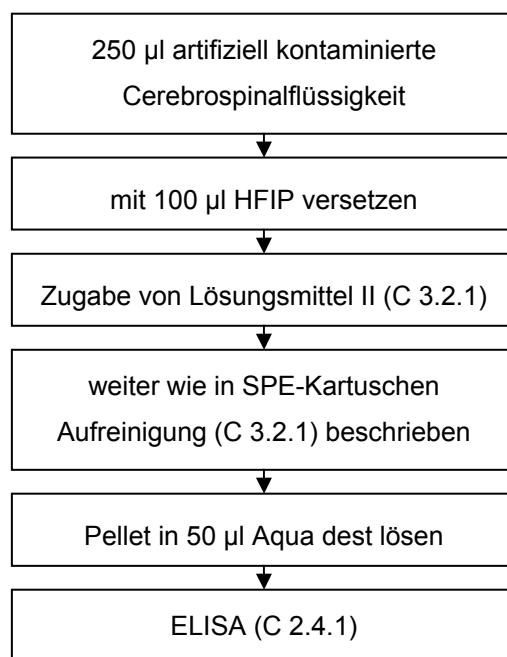 250 µl artifiziell kontaminierte
Cerebrospinalflüssigkeit
mit 100 µl HFIP versetzen
Zugabe von Lösungsmittel II (C 3.2.1)
weiter wie in SPE-Kartuschen
Aufreinigung (C 3.2.1) beschrieben
Pellet in 50 µl Aqua dest lösen
ELISA (C 2.4.1)